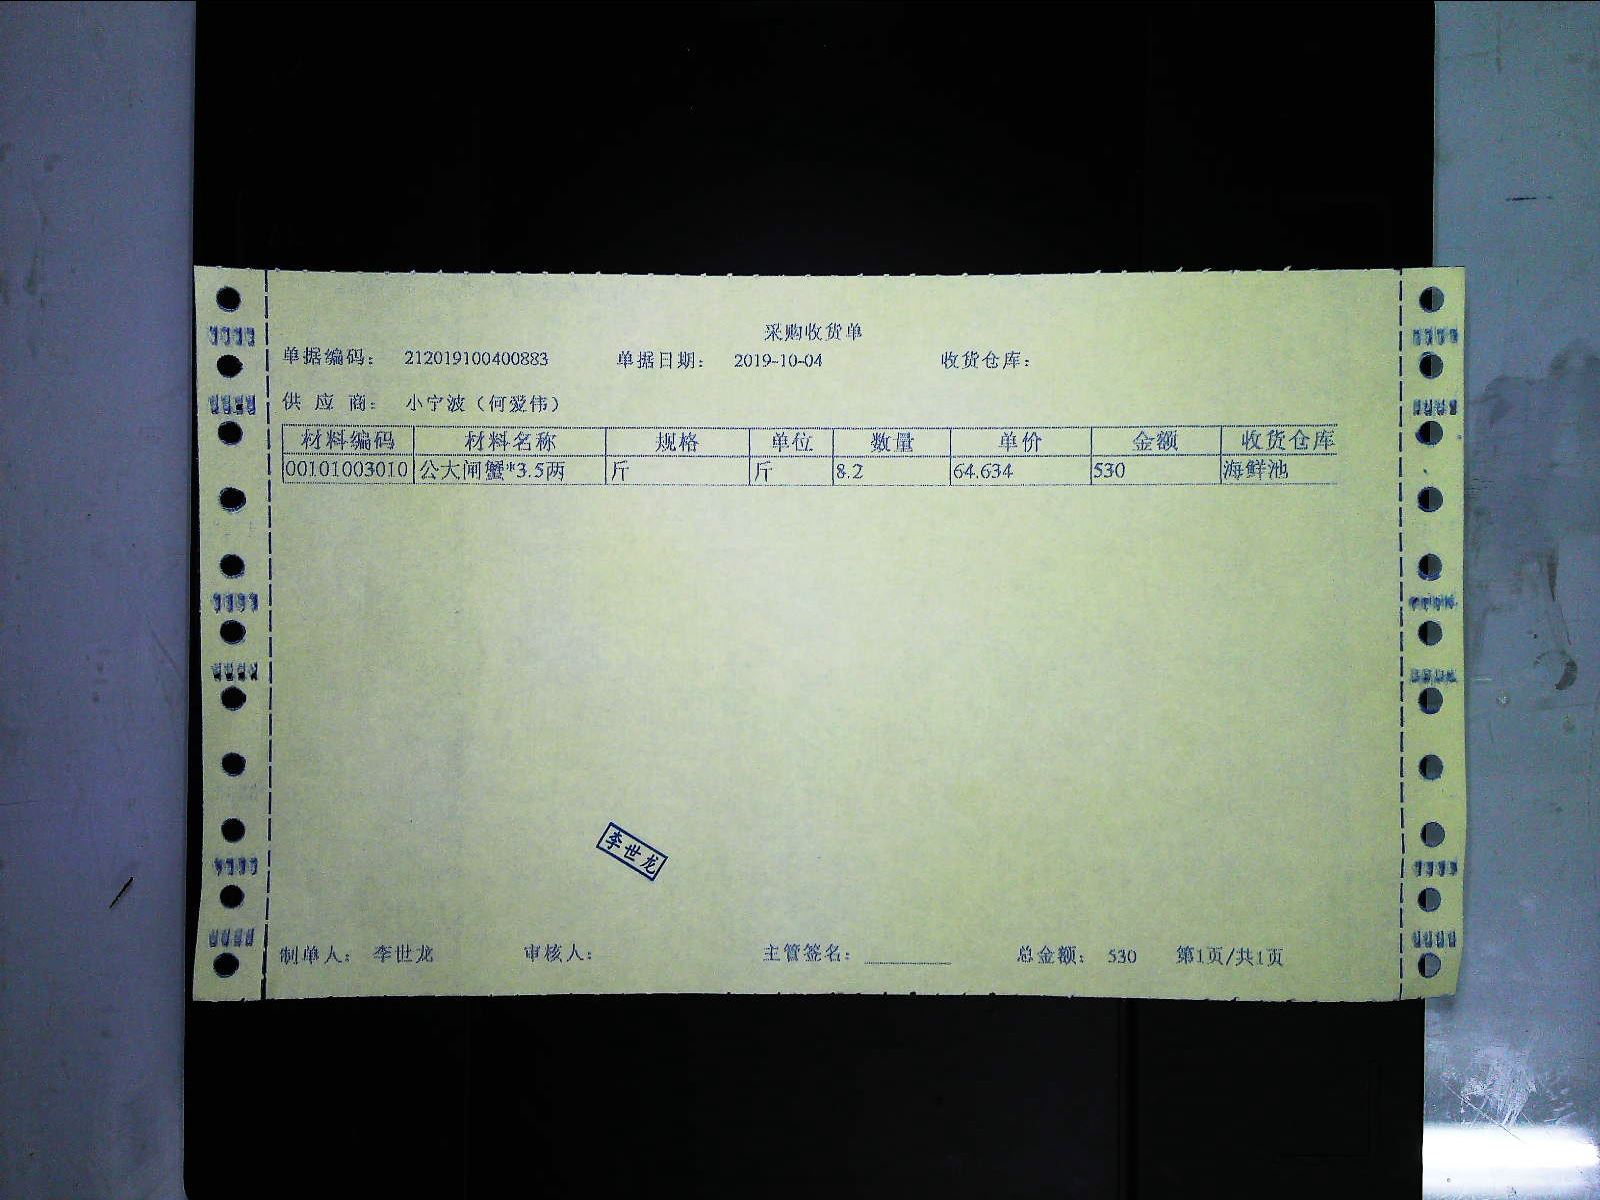 采购收货单
单据编码： 212019100400883 单据日期： 2019-10-04 收货仓库：
供 应 商： 小宁波（何爱伟）
材料编码 材料名称 规格 单位 数量 单价 金额 收货仓库
00101003010 公大闸蟹*3.5两 斤 斤 8.2 64.634 530 海鲜池
李世龙
制单人： 李世龙 审核人： 主管签名： 总金额： 530 第1页/共1页